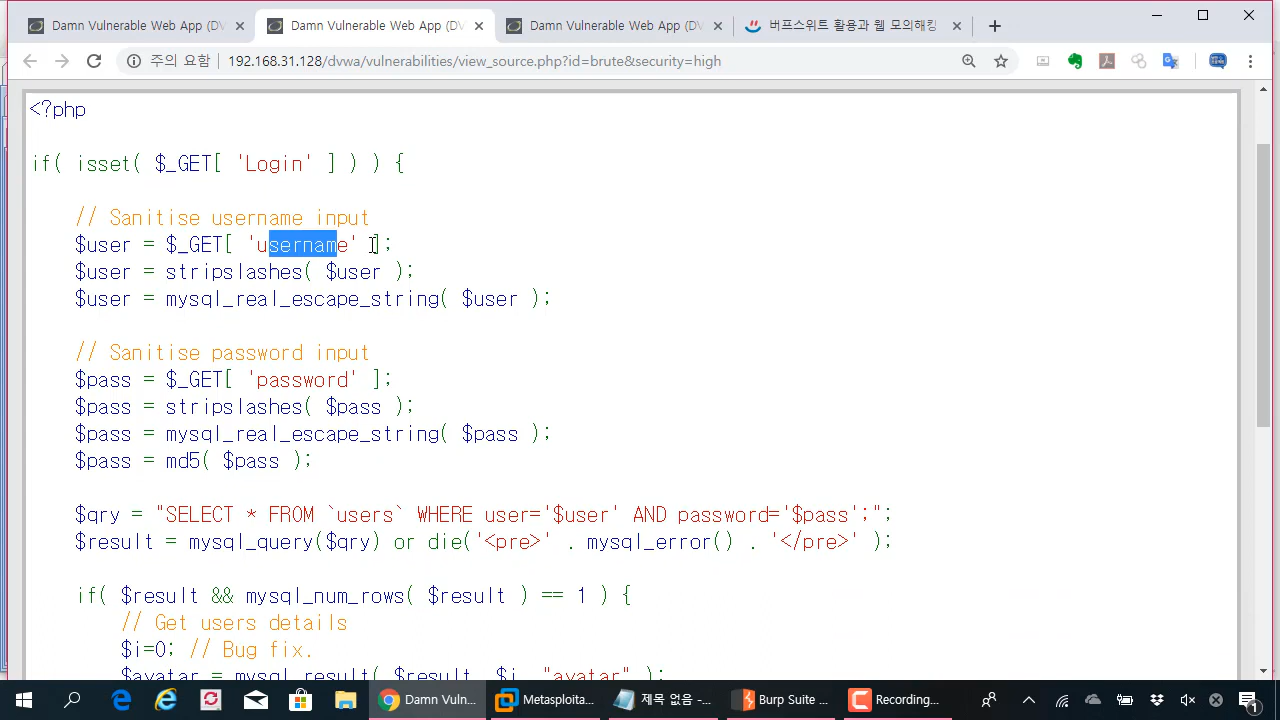 Damn Vulnerable Web App (DV
Damn Vulnerable Web App (DV
Damn Vulnerable Web App (DV
버프스위트 활용과 웹 모의해킹
주의 요함
192.168.31.128/dvwa/vulnerabilities/view_source.php?id=brute&security=high
<?php
if( isset( $_GET[ 'Login' ] ) ) {
// Sanitise username input
$user = $_GET[ 'username' ];
$user = stripslashes( $user );
$user = mysql_real_escape_string( $user );
// Sanitise password input
$pass = $_GET[ 'password' ];
$pass = stripslashes( $pass );
$pass = mysql_real_escape_string( $pass );
$pass = md5( $pass );
$qry = "SELECT * FROM `users` WHERE user='$user' AND password='$pass';";
$result = mysql_query($qry) or die('<pre>' . mysql_error() . '</pre>' );
if( $result && mysql_num_rows( $result ) == 1 ) {
// Get users details
$i=0; // Bug fix.
$avatar = mysql_result( $result, $i, "avatar" );
Damn Vuln...
Metasploita...
제목 없음 -...
Burp Suite ...
Recording...
1